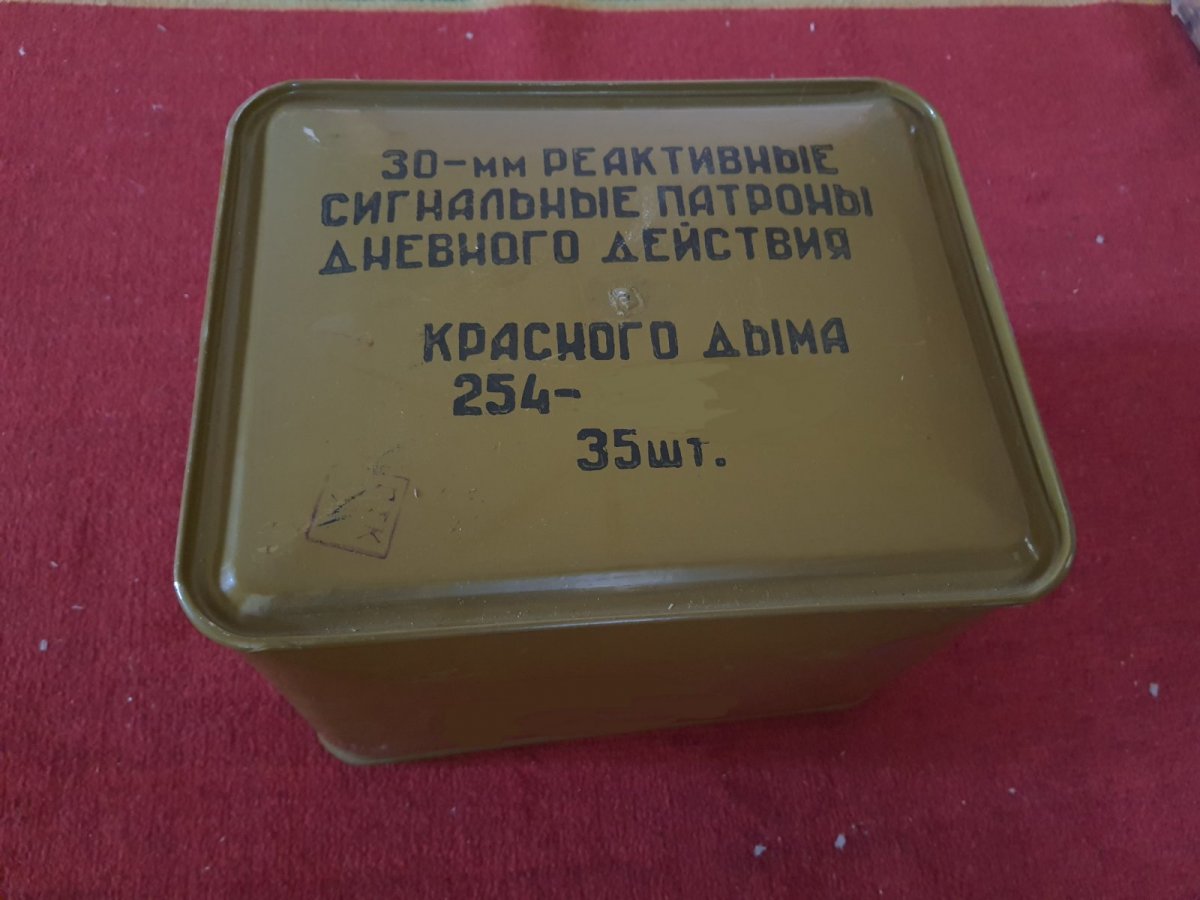 30-мм РЕАКТИВНЫЕ
СИГНАЛЬНЫЕ ПАТРОНЫ
ДНЕВНОГО ДЕЙСТВИЯ
КРАСНОГО ДЫМА
254-
35шт.